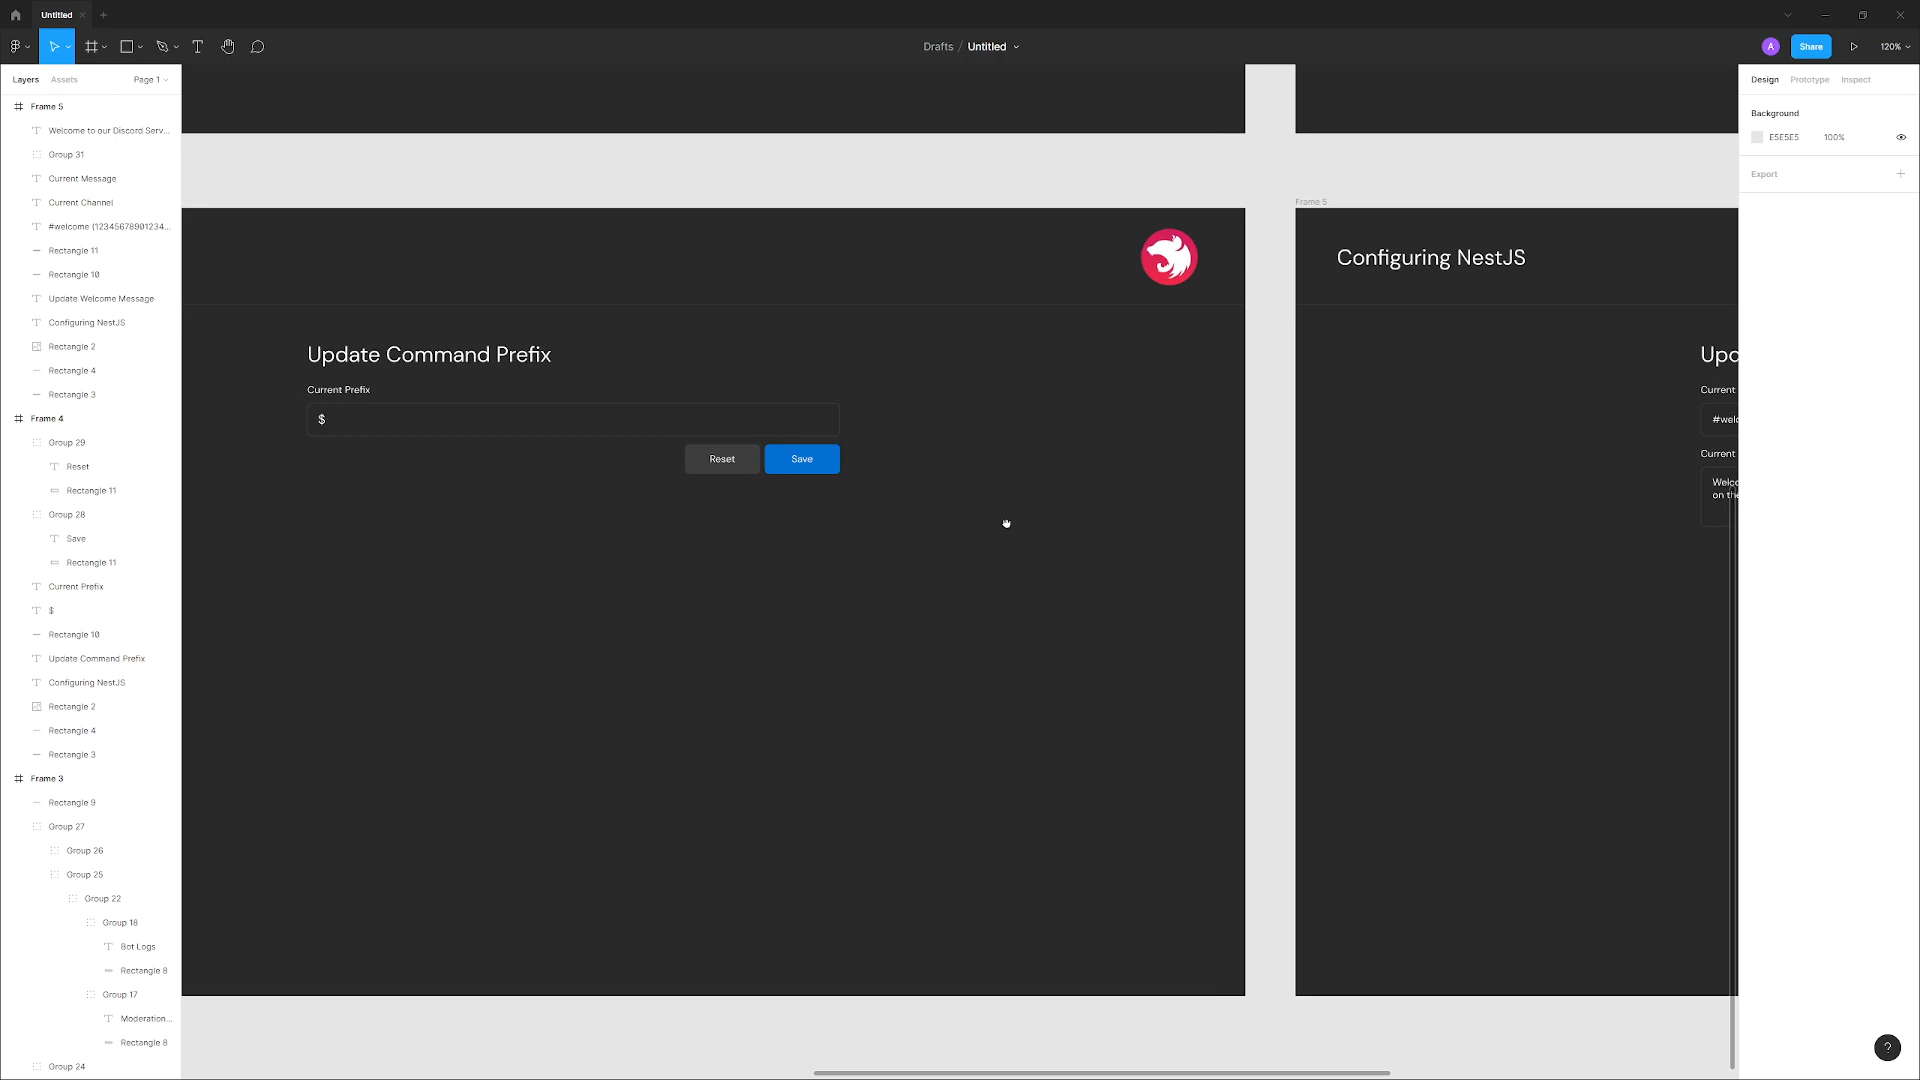 Untitled
Drafts / Untitled
A
Share
120%
Layers
Assets
Page 1
Frame 5
Welcome to our Discord Serv...
Group 31
Current Message
Current Channel
#welcome (12345678901234...
Rectangle 11
Rectangle 10
Update Welcome Message
Configuring NestJS
Rectangle 2
Rectangle 4
Rectangle 3
Frame 4
Group 29
Reset
Rectangle 11
Group 28
Save
Rectangle 11
Current Prefix
$
Rectangle 10
Update Command Prefix
Configuring NestJS
Rectangle 2
Rectangle 4
Rectangle 3
Frame 3
Rectangle 9
Group 27
Group 26
Group 25
Group 22
Group 18
Bot Logs
Rectangle 8
Group 17
Moderation...
Rectangle 8
Group 24
Update Command Prefix
Current Prefix
$
Reset
Save
Frame 5
Configuring NestJS
Upd
Current
#welc
Current
Welco
on the
Design
Prototype
Inspect
Background
E5E5E5
100%
Export
?